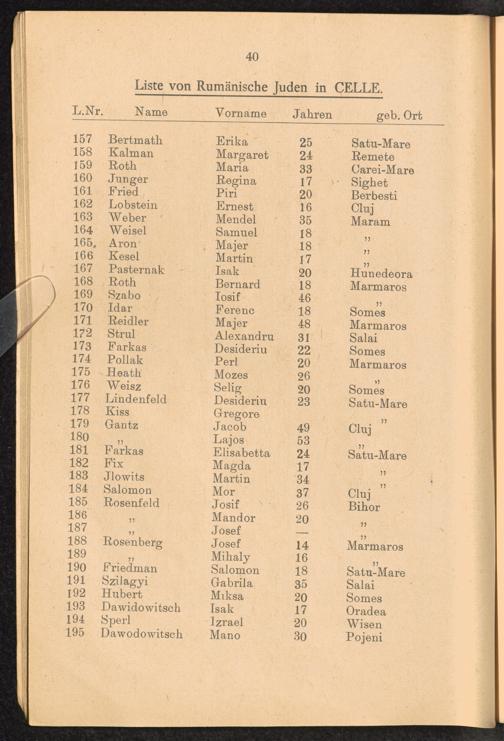 40
Liste von Rumänische Juden in CELLE.
L.Nr. Name Vorname Jahren geb. Ort
157 Bertmath Erika 25 Satu-Mare
158 Kalman Margaret 24 Remete
159 Roth Maria 33 Carei-Mare
160 Junger Regina 17 Sighet
161 Fried Piri 20 Berbesti
162 Lobstein Ernest 16 Cluj
163 Weber Mendel 35 Maram
164 Weisel Samuel 18 „
165, Aron Majer 18 „
166 Kesel Martin 17 „
167 Pasternak Isak 20 Hunedeora
168 Roth Bernard 18 Marmaros
169 Szabo Iosif 46 „
170 Idar Ferenc 18 Somes
171 Reidler Majer 48 Marmaros
172 Strul Alexandru 31 Salai
173 Farkas Desideriu 22 Somes
174 Pollak Perl 20 Marmaros
175 Heath Mozes 26 „
176 Weisz Selig 20 Somes
177 Lindenfeld Desideriu 23 Satu-Mare
178 Kiss Gregore „
179 Gantz Jacob 49 Cluj
180 „ Lajos 53 „
181 Farkas Elisabetta 24 Satu-Mare
182 Fix Magda 17 „
183 Jlowits Martin 34 „
184 Salomon Mor 37 Cluj
185 Rosenfeld Josif 26 Bihor
186 „ Mandor 20 „
187 „ Josef — „
188 Rosenberg Josef 14 Marmaros
189 „ Mihaly 16 „
190 Friedman Salomon 18 Satu-Mare
191 Szilagyi Gabrila 35 Salai
192 Hubert Miksa 20 Somes
193 Dawidowitsch Isak 17 Oradea
194 Sperl Izrael 20 Wisen
195 Dawodowitsch Mano 30 Pojeni